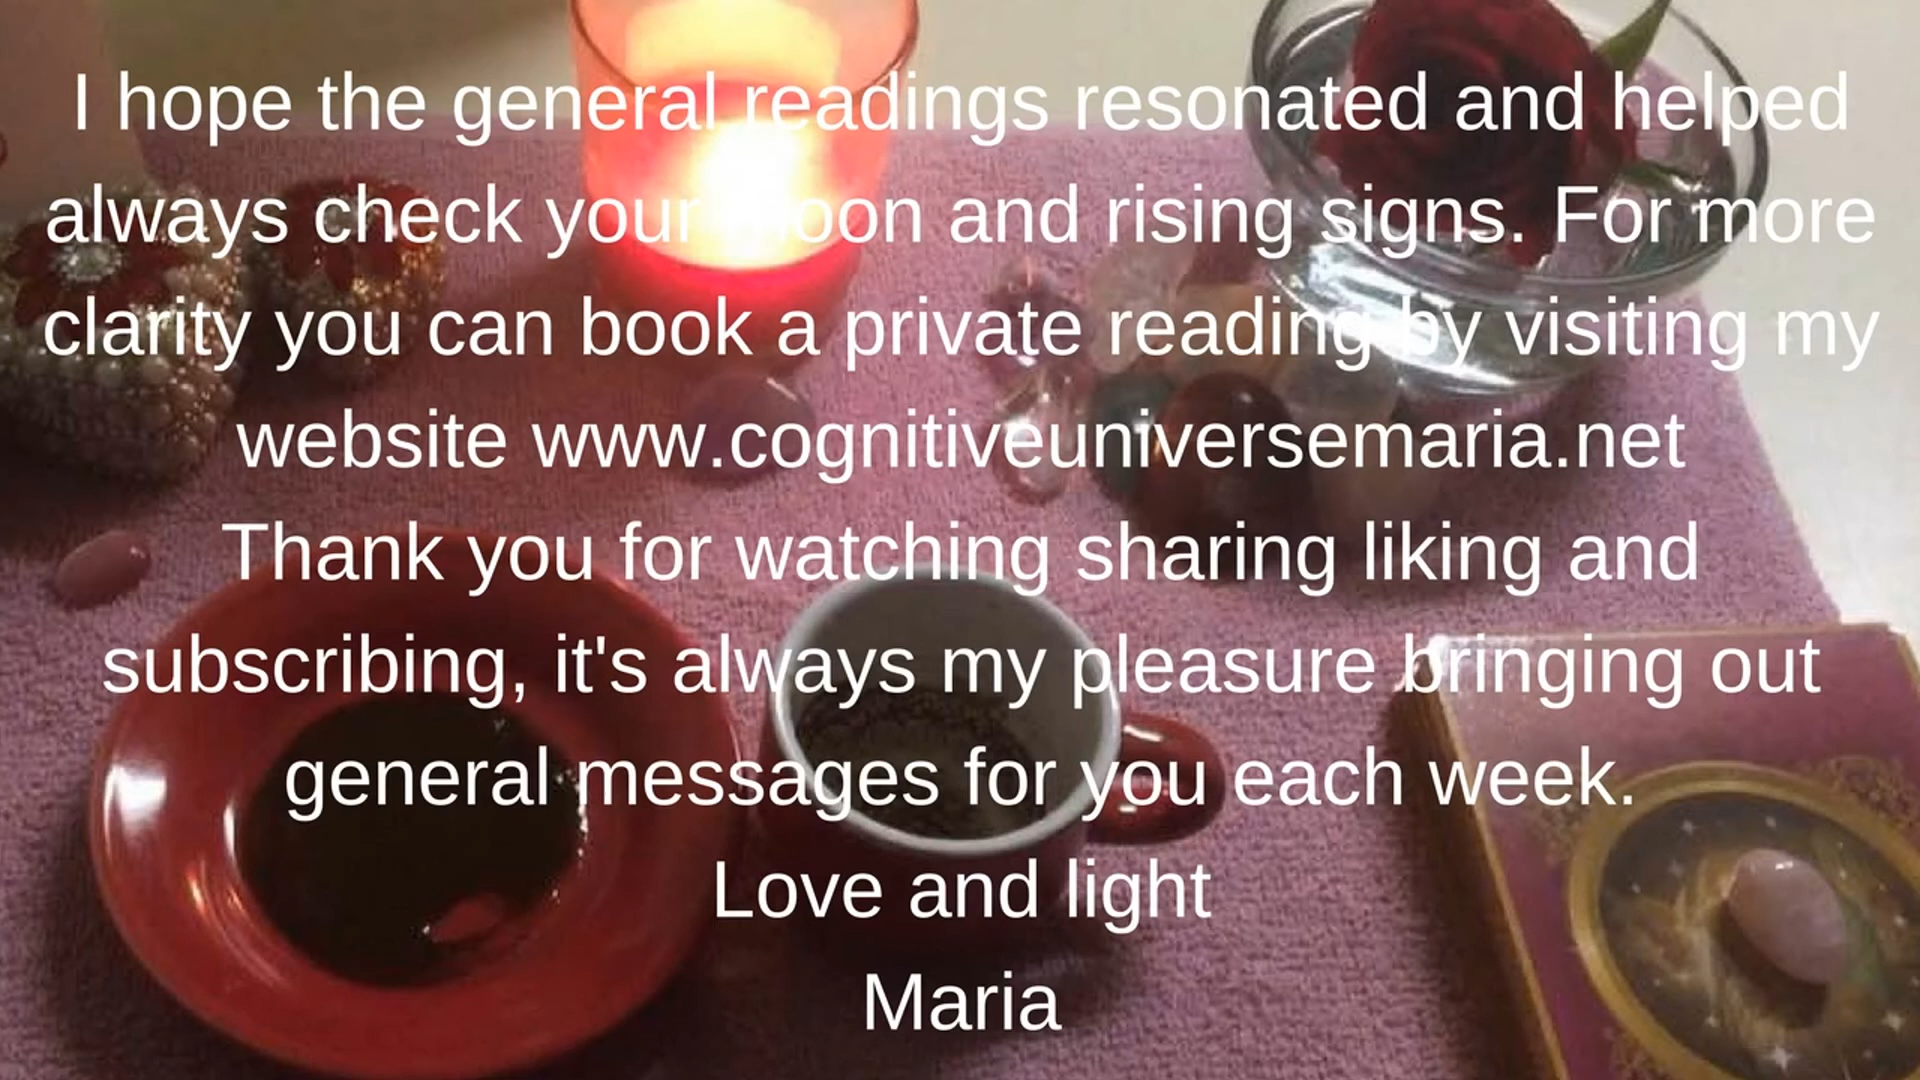 I hope the general readings resonated and helped
always check your moon and rising signs. For more
clarity you can book a private reading by visiting my
website www.cognitiveuniversemaria.net
Thank you for watching sharing liking and
subscribing, it's always my pleasure bringing out
general messages for you each week.
Love and light
Maria